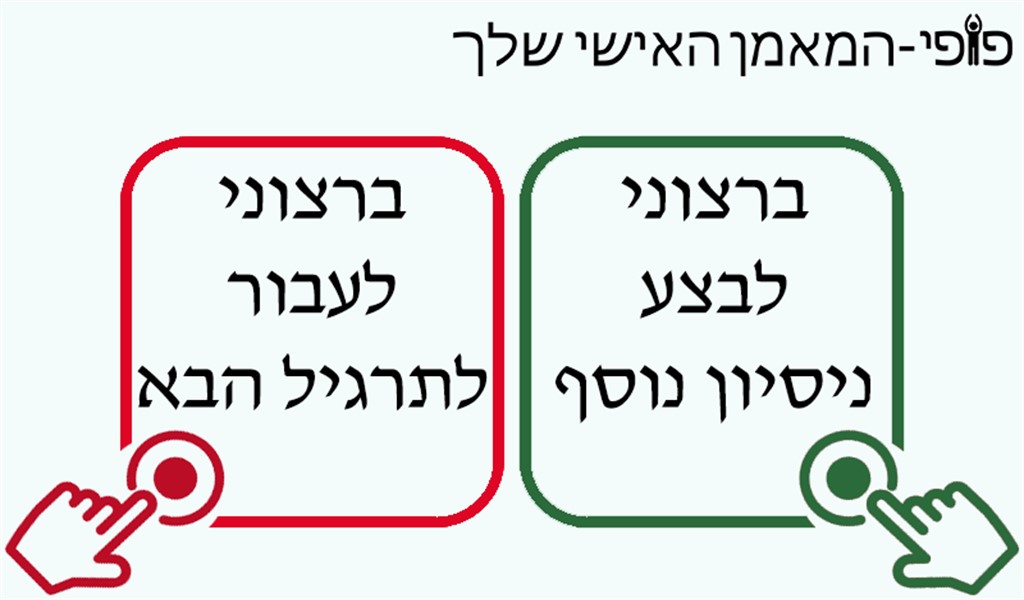 פופי-המאמן האישי שלך
ברצוני
לבצע
ניסיון נוסף
ברצוני
לעבור
לתרגיל הבא